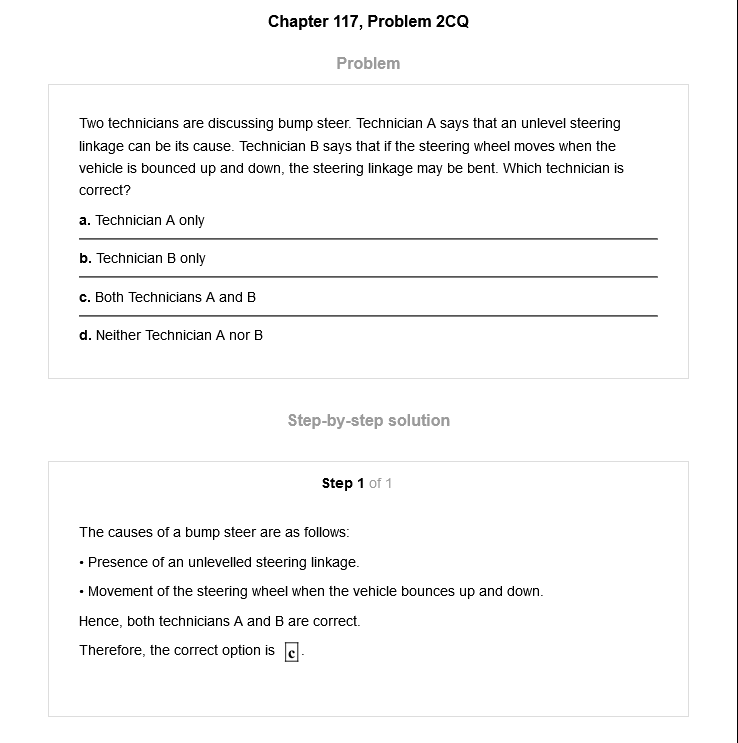 Chapter 117, Problem 2CQ
Problem
Two technicians are discussing bump steer. Technician A says that an unlevel steering
linkage can be its cause. Technician B says that if the steering wheel moves when the
vehicle is bounced up and down, the steering linkage may be bent. Which technician is
correct?
a. Technician A only
b. Technician B only
c. Both Technicians A and B
d. Neither Technician A nor B
Step-by-step solution
Step 1 of 1
The causes of a bump steer are as follows:
• Presence of an unlevelled steering linkage.
• Movement of the steering wheel when the vehicle bounces up and down.
Hence, both technicians A and B are correct.
Therefore, the correct option is c.